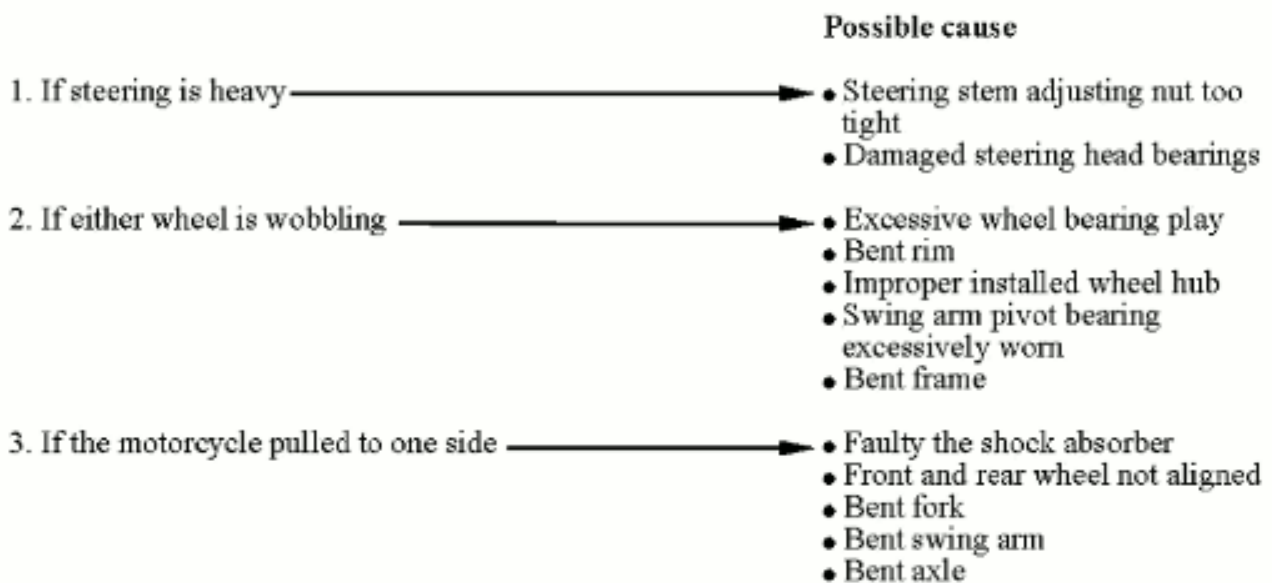 Possible cause
1. If steering is heavy
● Steering stem adjusting nut too
tight
● Damaged steering head bearings
2. If either wheel is wobbling
● Excessive wheel bearing play
● Bent rim
● Improper installed wheel hub
● Swing arm pivot bearing
excessively worn
● Bent frame
3. If the motorcycle pulled to one side
● Faulty the shock absorber
● Front and rear wheel not aligned
● Bent fork
● Bent swing arm
● Bent axle